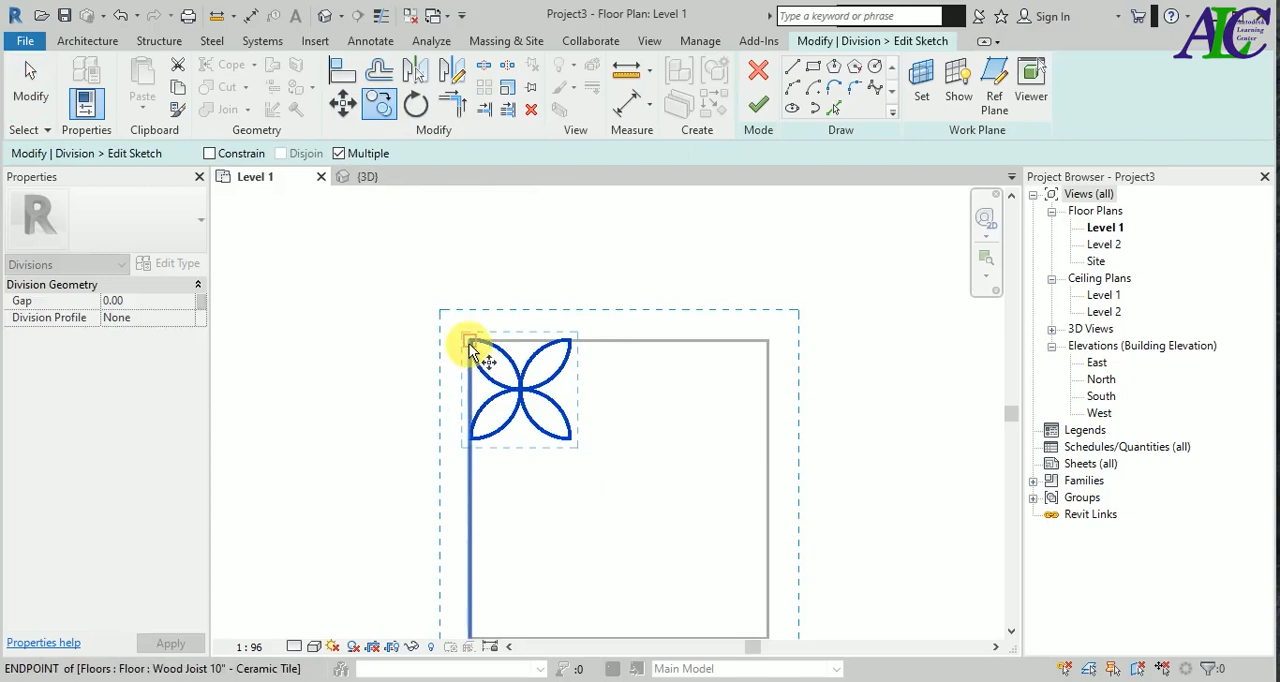 Project3 - Floor Plan: Level 1
Type a keyword or phrase
Sign In
Autodesk
Learning
Center
ALC
File
Architecture
Structure
Steel
Systems
Insert
Annotate
Analyze
Massing & Site
Collaborate
View
Manage
Add-Ins
Modify | Division > Edit Sketch
Modify
Paste
Cope
Cut
Join
Set
Show
Ref
Plane
Viewer
Select
Properties
Clipboard
Geometry
Modify
View
Measure
Create
Mode
Draw
Work Plane
Modify | Division > Edit Sketch
Constrain
Disjoin
Multiple
Properties
Level 1
{3D}
Project Browser - Project3
Divisions
Edit Type
Division Geometry
Gap
0.00
Division Profile
None
2D
Views (all)
Floor Plans
Level 1
Level 2
Site
Ceiling Plans
Level 1
Level 2
3D Views
Elevations (Building Elevation)
East
North
South
West
Legends
Schedules/Quantities (all)
Sheets (all)
Families
Groups
Revit Links
Properties help
Apply
1 : 96
ENDPOINT of [Floors : Floor : Wood Joist 10" - Ceramic Tile]
:0
Main Model
:0